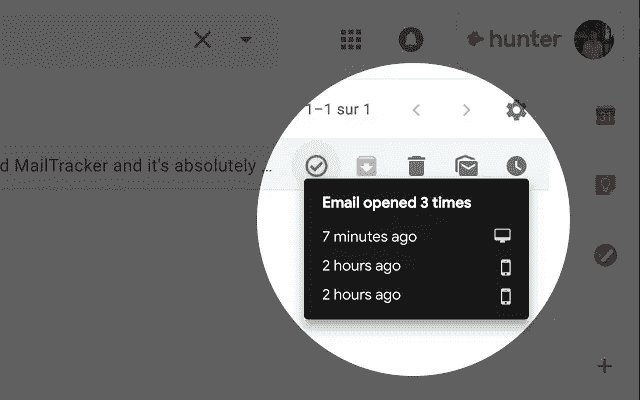 hunter
1–1 sur 1
31
d MailTracker and it's absolutely ...
Email opened 3 times
7 minutes ago
2 hours ago
2 hours ago